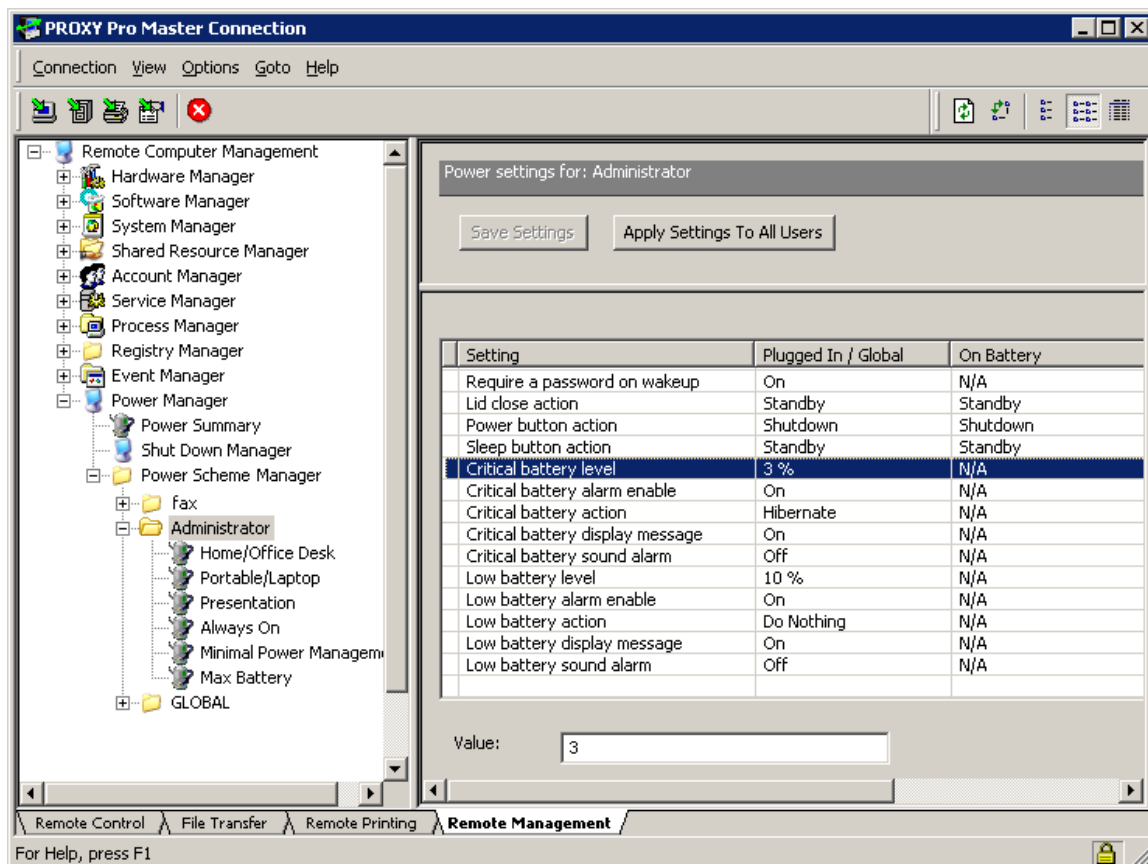 PROXY Pro Master Connection
Connection View Options Goto Help
Remote Computer Management
Hardware Manager
Software Manager
System Manager
Shared Resource Manager
Account Manager
Service Manager
Process Manager
Registry Manager
Event Manager
Power Manager
Power Summary
Shut Down Manager
Power Scheme Manager
fax
Administrator
Home/Office Desk
Portable/Laptop
Presentation
Always On
Minimal Power Managem
Max Battery
GLOBAL
Power settings for: Administrator
Save Settings Apply Settings To All Users
Setting Plugged In / Global On Battery
Require a password on wakeup On N/A
Lid close action Standby Standby
Power button action Shutdown Shutdown
Sleep button action Standby Standby
Critical battery level 3 % N/A
Critical battery alarm enable On N/A
Critical battery action Hibernate N/A
Critical battery display message On N/A
Critical battery sound alarm Off N/A
Low battery level 10 % N/A
Low battery alarm enable On N/A
Low battery action Do Nothing N/A
Low battery display message On N/A
Low battery sound alarm Off N/A
Value: 3
Remote Control File Transfer Remote Printing Remote Management
For Help, press F1